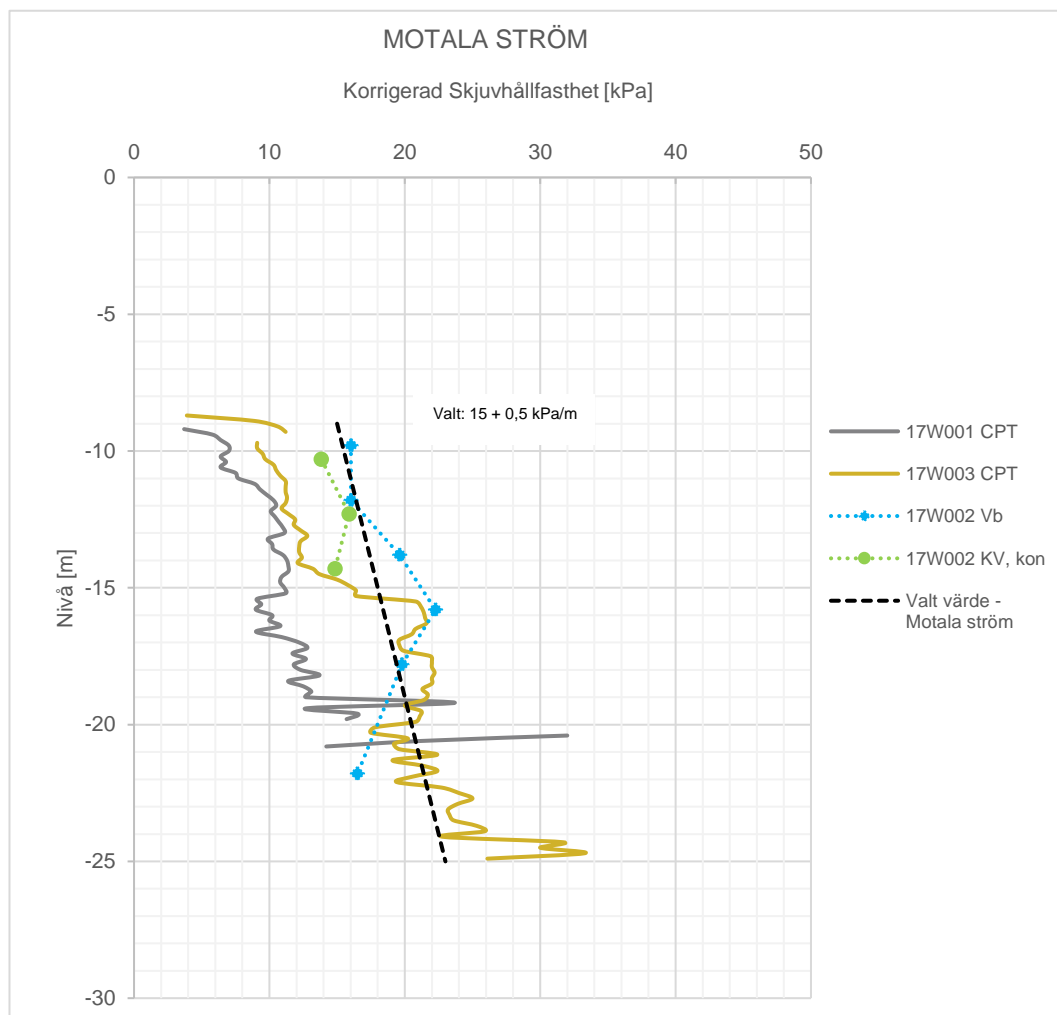 MOTALA STRÖM
Korrigerad Skjuvhållfasthet [kPa]
0 10 20 30 40 50
0
-5
-10
-15
-20
-25
-30
Nivå [m]
Valt: 15 + 0,5 kPa/m
17W001 CPT
17W003 CPT
17W002 Vb
17W002 KV, kon
Valt värde -
Motala ström